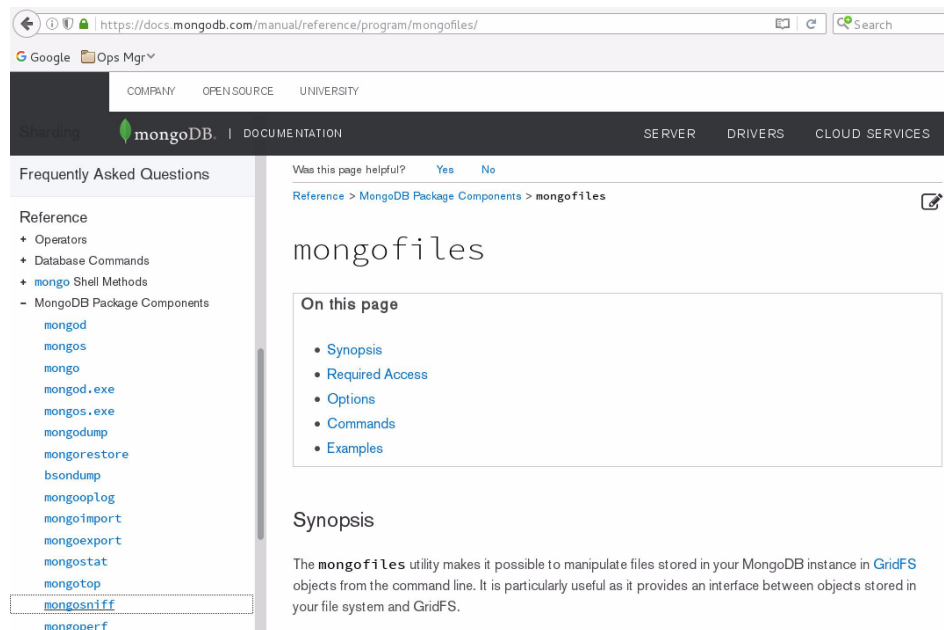 https://docs.mongodb.com/manual/reference/program/mongofiles/
Search
Google Ops Mgr
COMPANY OPEN SOURCE UNIVERSITY
Sharding mongoDB. | DOCUMENTATION SERVER DRIVERS CLOUD SERVICES
Frequently Asked Questions
Reference
+ Operators
+ Database Commands
+ mongo Shell Methods
- MongoDB Package Components
mongod
mongos
mongo
mongod.exe
mongos.exe
mongodump
mongorestore
bsondump
mongooplog
mongoimport
mongoexport
mongostat
mongotop
mongosniff
mongoperf
Was this page helpful? Yes No
Reference > MongoDB Package Components > mongofiles
mongofiles
On this page
• Synopsis
• Required Access
• Options
• Commands
• Examples
Synopsis
The mongofiles utility makes it possible to manipulate files stored in your MongoDB instance in GridFS
objects from the command line. It is particularly useful as it provides an interface between objects stored in
your file system and GridFS.